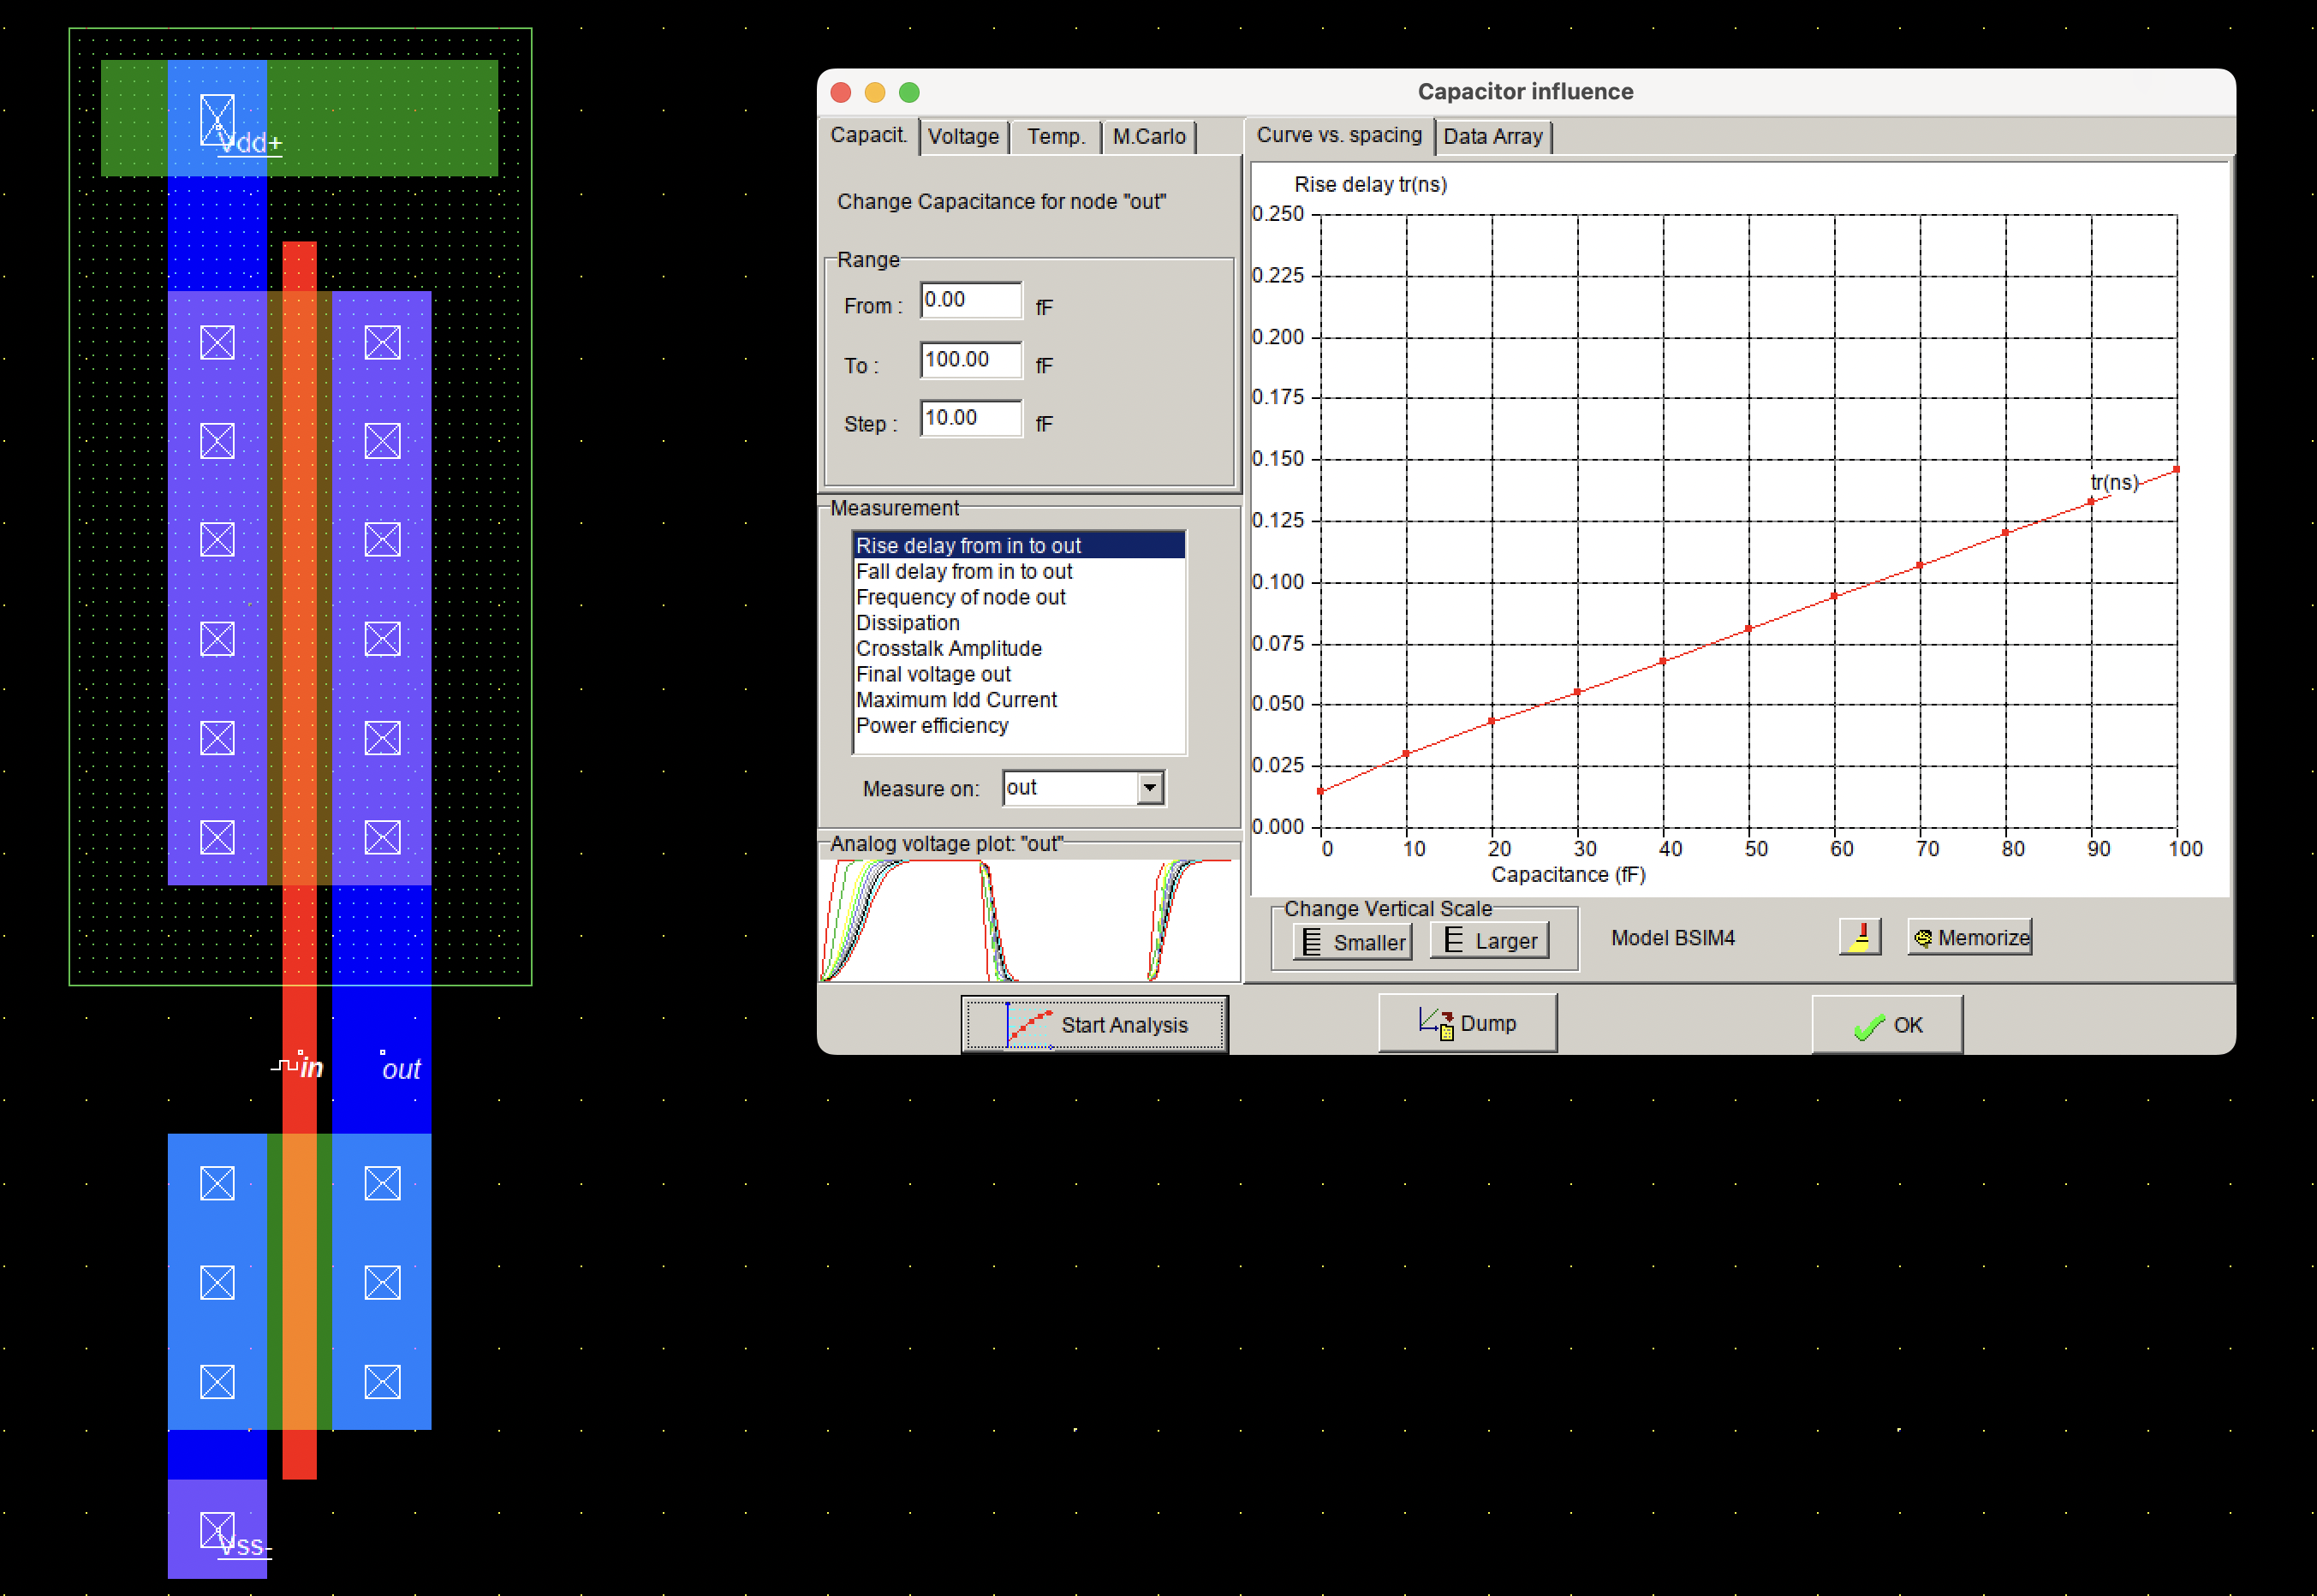 Vdd+
in
out
Vss-
Capacitor influence
Capacit.
Voltage
Temp.
M.Carlo
Change Capacitance for node "out"
Range
From :
0.00
fF
To :
100.00
fF
Step :
10.00
fF
Measurement
Rise delay from in to out
Fall delay from in to out
Frequency of node out
Dissipation
Crosstalk Amplitude
Final voltage out
Maximum Idd Current
Power efficiency
Measure on:
out
Analog voltage plot: "out"
Curve vs. spacing
Data Array
Rise delay tr(ns)
0.250
0.225
0.200
0.175
0.150
0.125
0.100
0.075
0.050
0.025
0.000
tr(ns)
0 10 20 30 40 50 60 70 80 90 100
Capacitance (fF)
Change Vertical Scale
Smaller
Larger
Model BSIM4
Memorize
Start Analysis
Dump
OK